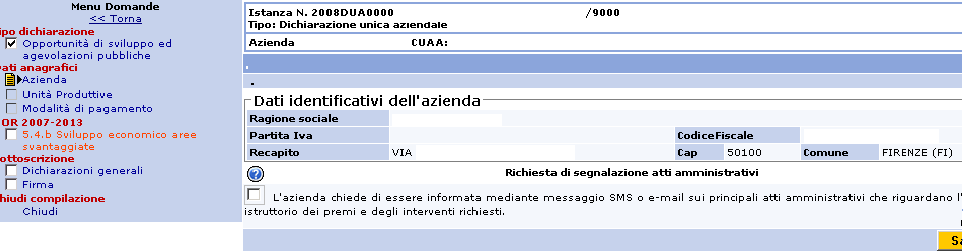 Menu Domande
<< Torna
ipo dichiarazione
Opportunità di sviluppo ed
agevolazioni pubbliche
ati anagrafici
Azienda
Unità Produttive
Modalità di pagamento
OR 2007-2013
5.4.b Sviluppo economico aree
svantaggiate
ottoscrizione
Dichiarazioni generali
Firma
hiudi compilazione
Chiudi
Istanza N. 2008DUA0000 /9000
Tipo: Dichiarazione unica aziendale
Azienda CUAA:
Dati identificativi dell'azienda
Ragione sociale
Partita Iva CodiceFiscale
Recapito VIA Cap 50100 Comune FIRENZE (FI)
Richiesta di segnalazione atti amministrativi
L'azienda chiede di essere informata mediante messaggio SMS o e-mail sui principali atti amministrativi che riguardano l'
istruttorio dei premi e degli interventi richiesti.
Sa